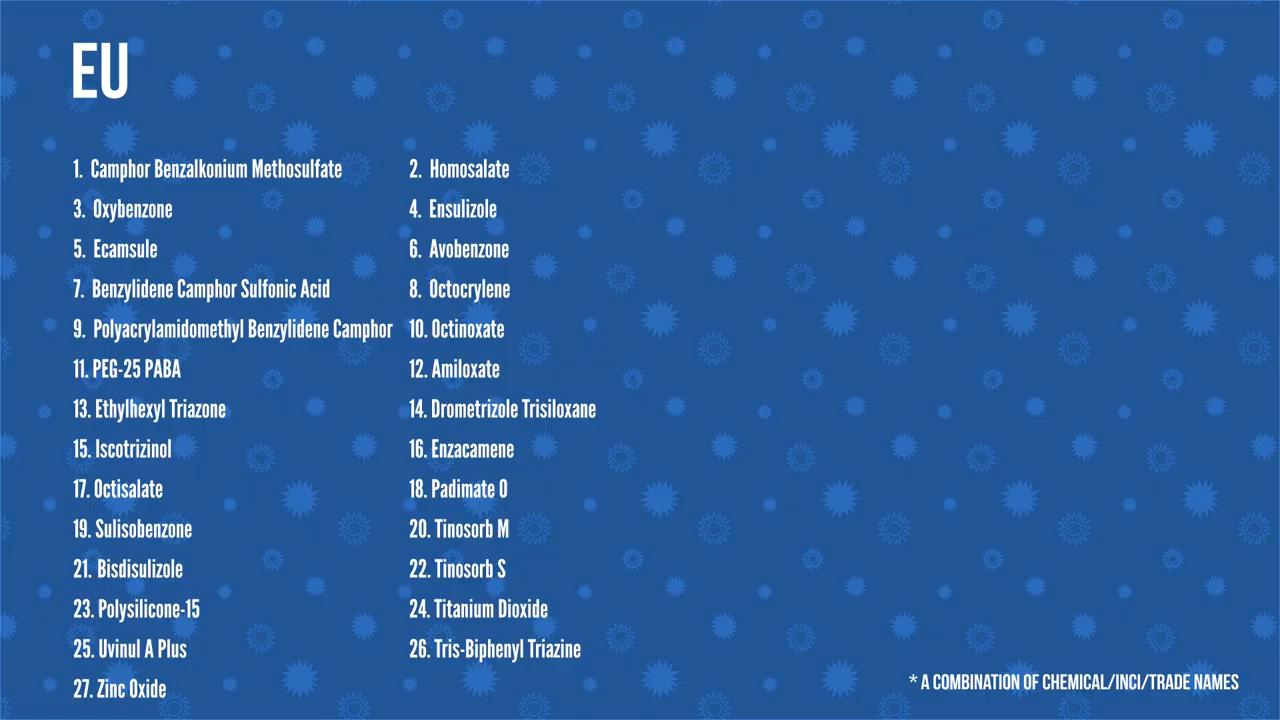 EU
1. Camphor Benzalkonium Methosulfate
2. Homosalate
3. Oxybenzone
4. Ensulizole
5. Ecamsule
6. Avobenzone
7. Benzylidene Camphor Sulfonic Acid
8. Octocrylene
9. Polyacrylamidomethyl Benzylidene Camphor
10. Octinoxate
11. PEG-25 PABA
12. Amiloxate
13. Ethylhexyl Triazone
14. Drometrizole Trisiloxane
15. Iscotrizinol
16. Enzacamene
17. Octisalate
18. Padimate O
19. Sulisobenzone
20. Tinosorb M
21. Bisdisulizole
22. Tinosorb S
23. Polysilicone-15
24. Titanium Dioxide
25. Uvinul A Plus
26. Tris-Biphenyl Triazine
27. Zinc Oxide
* A COMBINATION OF CHEMICAL/INCI/TRADE NAMES